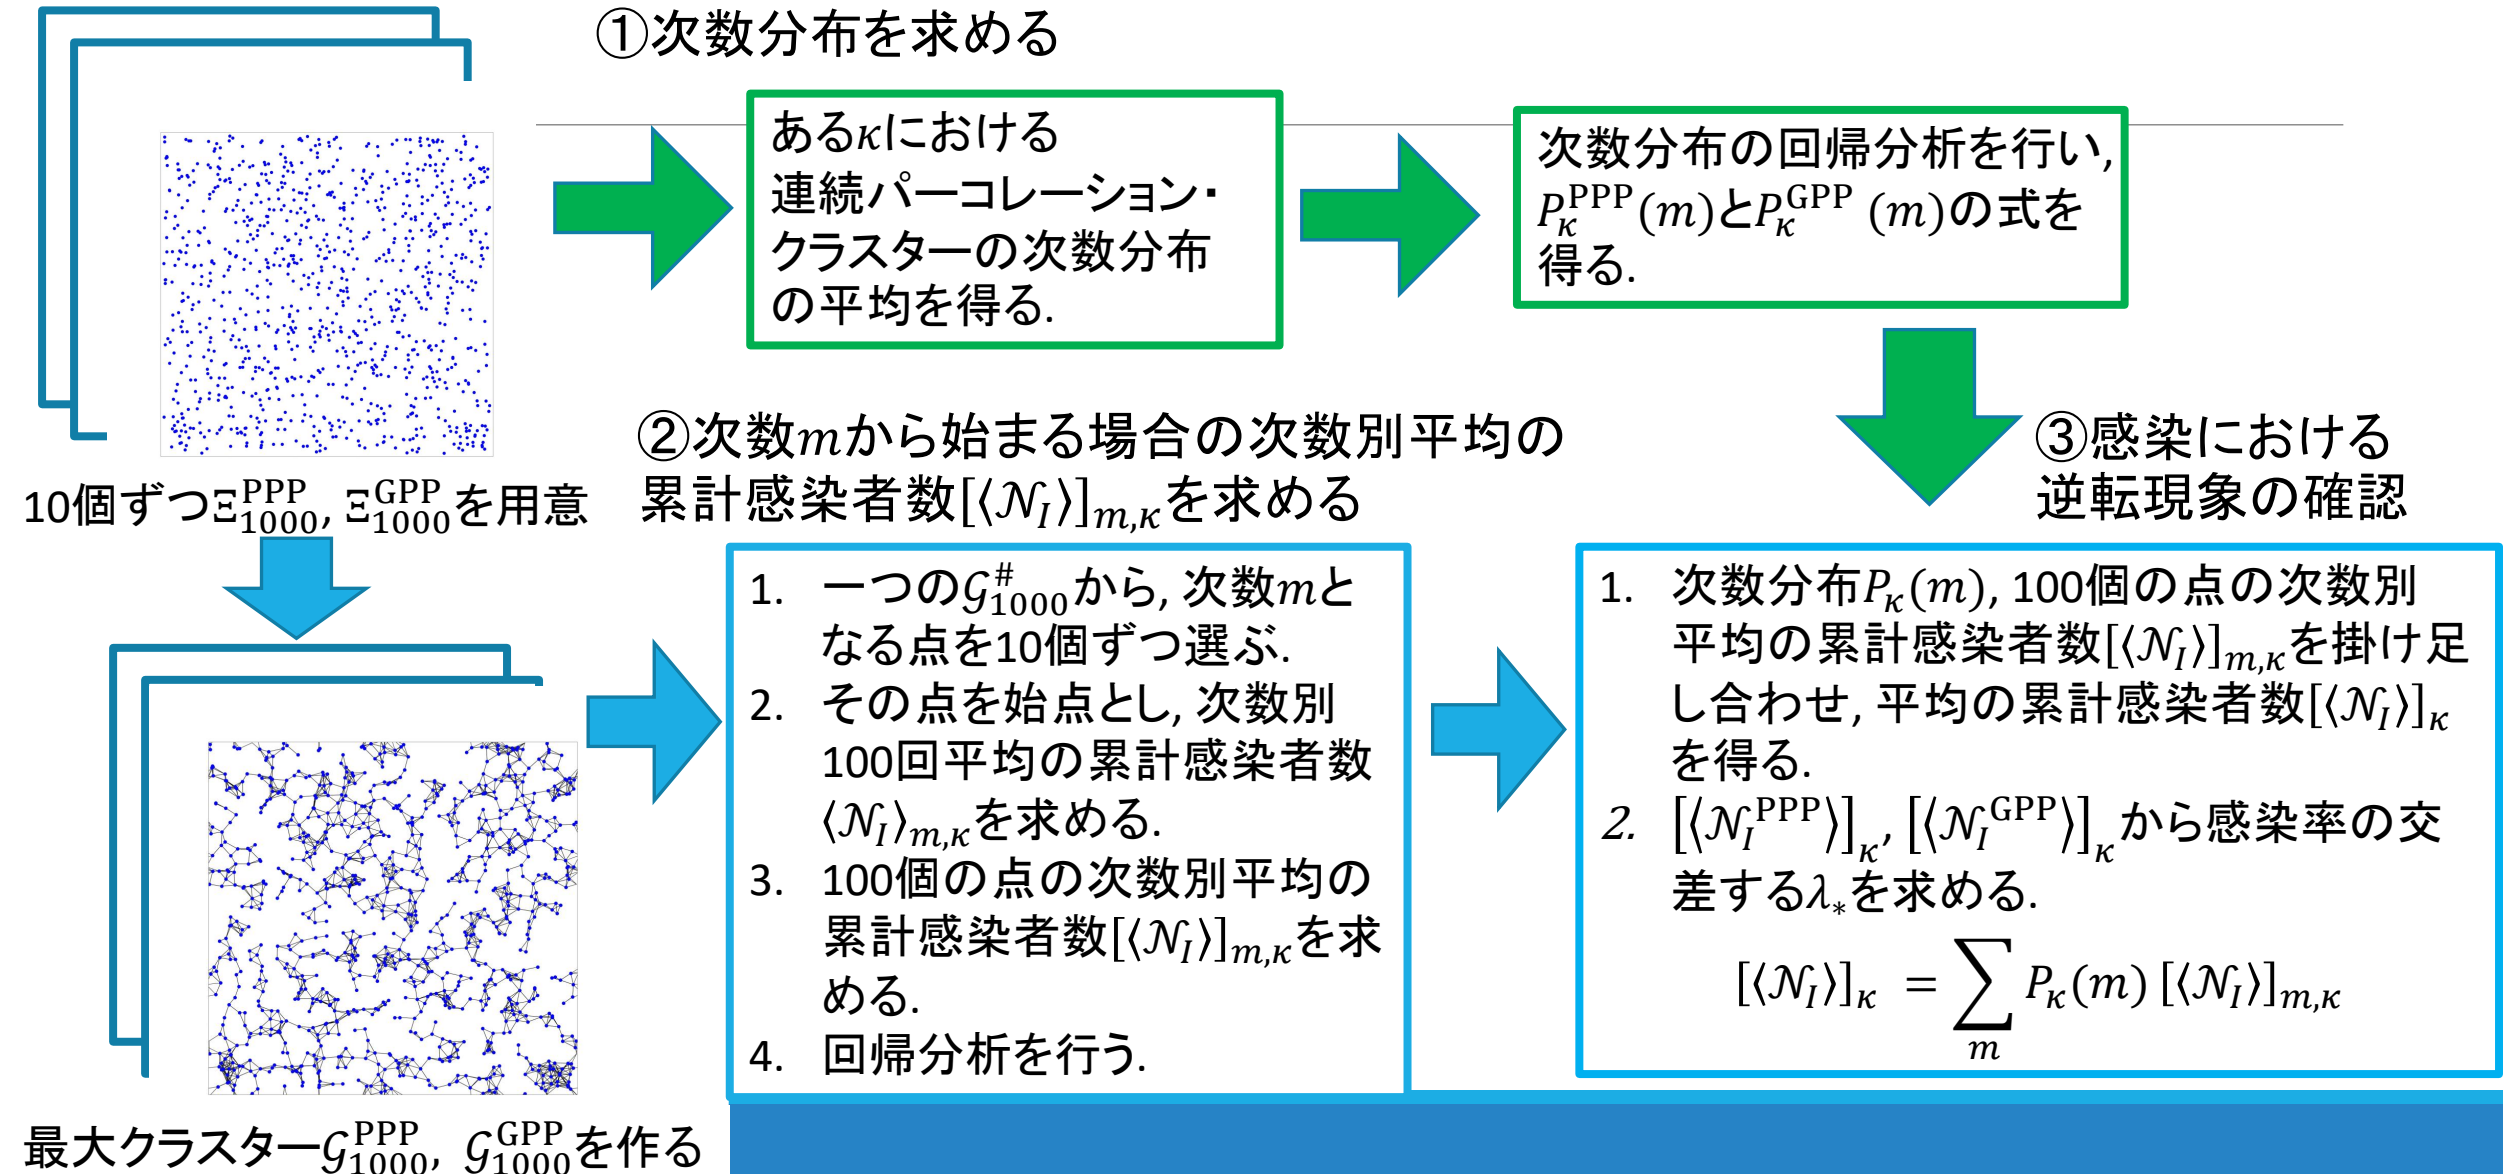 ①次数分布を求める
あるκにおける
連続パーコレーション・
クラスターの次数分布
の平均を得る.
次数分布の回帰分析を行い,
P_κ^PPP(m)とP_κ^GPP (m)の式を
得る.
10個ずつΞ_1000^PPP, Ξ_1000^GPPを用意
②次数mから始まる場合の次数別平均の
累計感染者数[⟨𝒩_I⟩]_m,κを求める
③感染における
逆転現象の確認
1. 一つの𝒢_1000^#から, 次数mと
なる点を10個ずつ選ぶ.
2. その点を始点とし, 次数別
100回平均の累計感染者数
⟨𝒩_I⟩_m,κを求める.
3. 100個の点の次数別平均の
累計感染者数[⟨𝒩_I⟩]_m,κを求
める.
4. 回帰分析を行う.
1. 次数分布P_κ(m), 100個の点の次数別
平均の累計感染者数[⟨𝒩_I⟩]_m,κを掛け足
し合わせ, 平均の累計感染者数[⟨𝒩_I⟩]_κ
を得る.
2. [⟨𝒩_I^PPP⟩]_κ, [⟨𝒩_I^GPP⟩]_κから感染率の交
差するλ_*を求める.
[⟨𝒩_I⟩]_κ = ∑_m P_κ(m) [⟨𝒩_I⟩]_m,κ
最大クラスター𝒢_1000^PPP, 𝒢_1000^GPPを作る